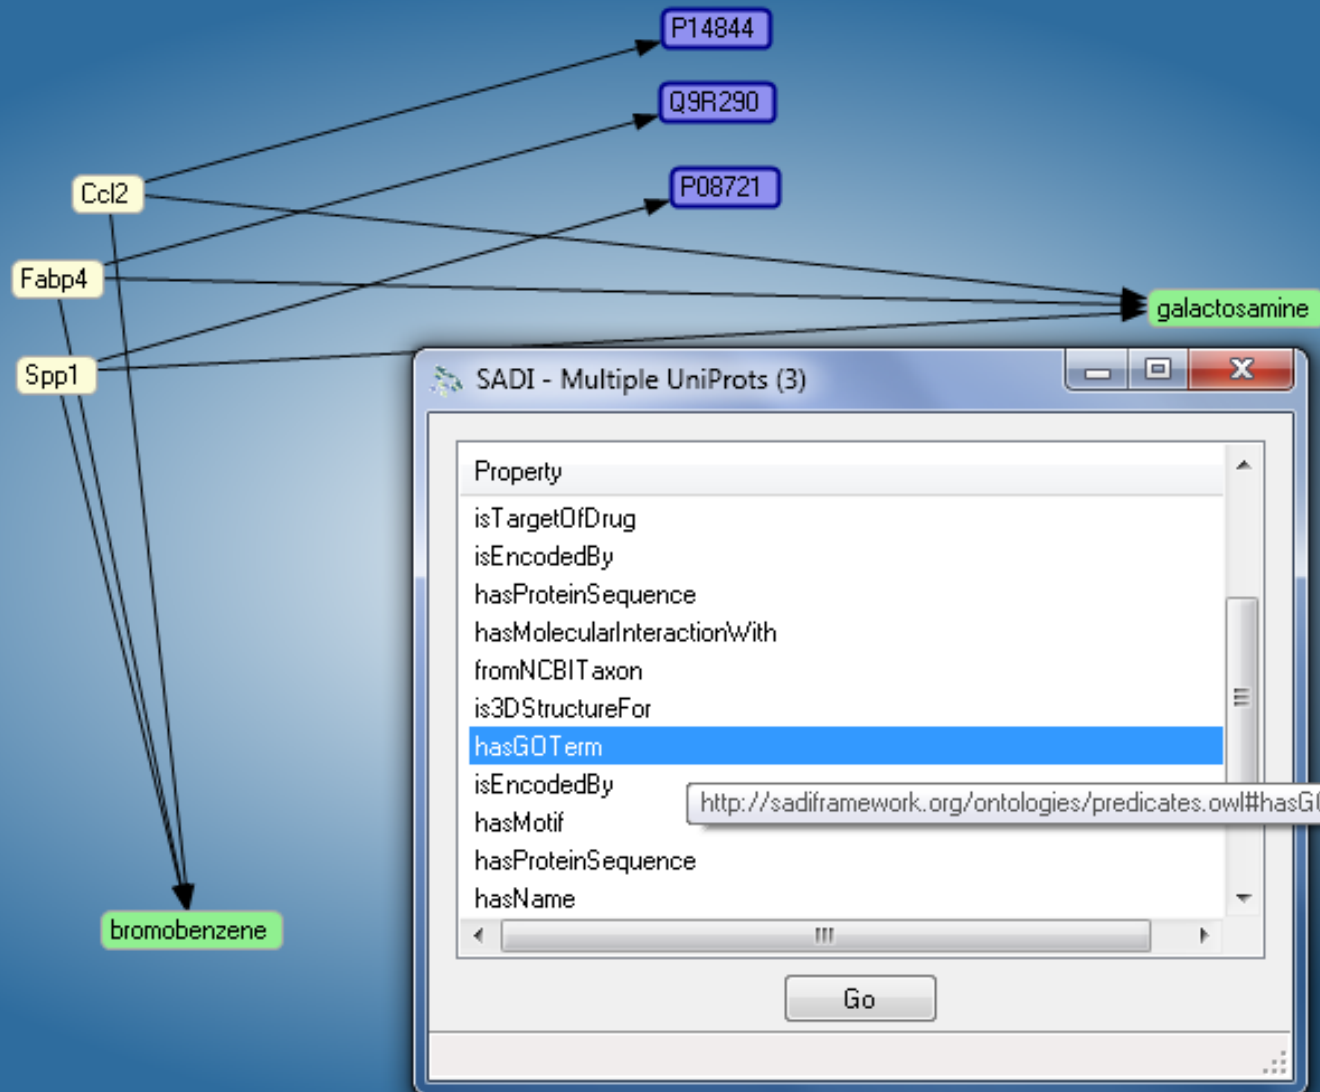 P14844
Q9R290
P08721
Ccl2
Fabp4
Spp1
galactosamine
bromobenzene
SADI - Multiple UniProts (3)
Property
isTargetOfDrug
isEncodedBy
hasProteinSequence
hasMolecularInteractionWith
fromNCBITaxon
is3DStructureFor
hasGOTerm
isEncodedBy
http://sadiframework.org/ontologies/predicates.owl#hasG
hasMotif
hasProteinSequence
hasName
Go